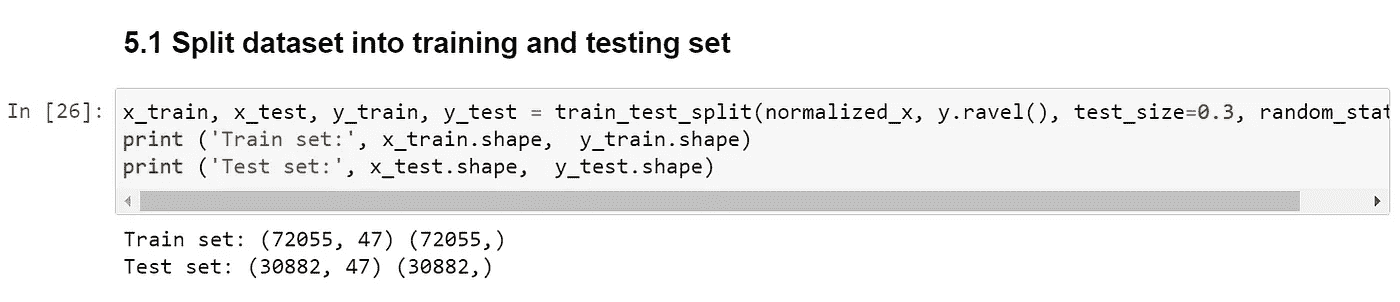 5.1 Split dataset into training and testing set
In [26]: x_train, x_test, y_train, y_test = train_test_split(normalized_x, y.ravel(), test_size=0.3, random_stat
print ('Train set:', x_train.shape,  y_train.shape)
print ('Test set:', x_test.shape,  y_test.shape)
Train set: (72055, 47) (72055,)
Test set: (30882, 47) (30882,)